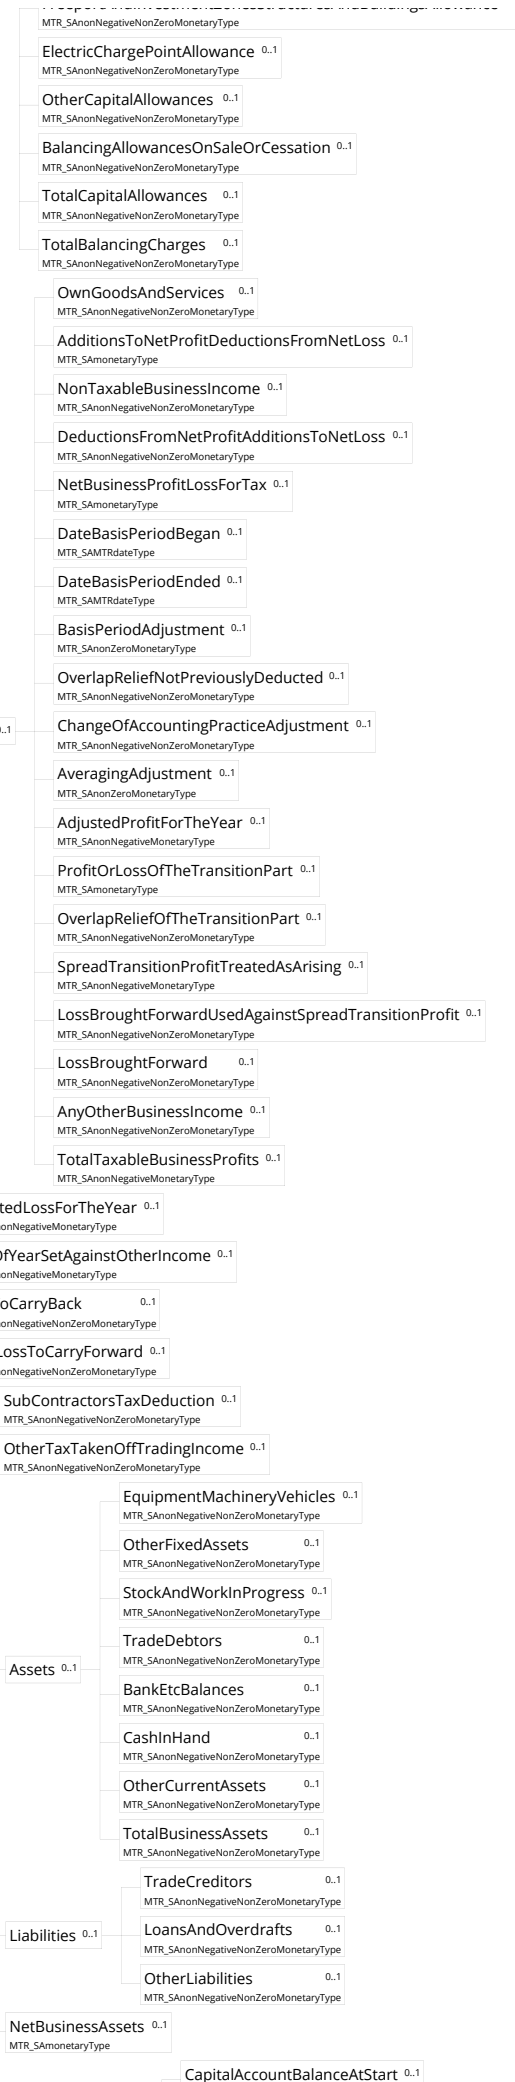 MTR_SAnonNegativeNonZeroMonetaryType
ElectricChargePointAllowance 0..1
MTR_SAnonNegativeNonZeroMonetaryType
OtherCapitalAllowances 0..1
MTR_SAnonNegativeNonZeroMonetaryType
BalancingAllowancesOnSaleOrCessation 0..1
MTR_SAnonNegativeNonZeroMonetaryType
TotalCapitalAllowances 0..1
MTR_SAnonNegativeNonZeroMonetaryType
TotalBalancingCharges 0..1
MTR_SAnonNegativeNonZeroMonetaryType
OwnGoodsAndServices 0..1
MTR_SAnonNegativeNonZeroMonetaryType
AdditionsToNetProfitDeductionsFromNetLoss 0..1
MTR_SAmonetaryType
NonTaxableBusinessIncome 0..1
MTR_SAnonNegativeNonZeroMonetaryType
DeductionsFromNetProfitAdditionsToNetLoss 0..1
MTR_SAnonNegativeNonZeroMonetaryType
NetBusinessProfitLossForTax 0..1
MTR_SAmonetaryType
DateBasisPeriodBegan 0..1
MTR_SAMTRdateType
DateBasisPeriodEnded 0..1
MTR_SAMTRdateType
BasisPeriodAdjustment 0..1
MTR_SAnonZeroMonetaryType
OverlapReliefNotPreviouslyDeducted 0..1
MTR_SAnonNegativeNonZeroMonetaryType
0..1
ChangeOfAccountingPracticeAdjustment 0..1
MTR_SAnonNegativeNonZeroMonetaryType
AveragingAdjustment 0..1
MTR_SAnonZeroMonetaryType
AdjustedProfitForTheYear 0..1
MTR_SAnonNegativeMonetaryType
ProfitOrLossOfTheTransitionPart 0..1
MTR_SAmonetaryType
OverlapReliefOfTheTransitionPart 0..1
MTR_SAnonNegativeNonZeroMonetaryType
SpreadTransitionProfitTreatedAsArising 0..1
MTR_SAnonNegativeMonetaryType
LossBroughtForwardUsedAgainstSpreadTransitionProfit 0..1
MTR_SAnonNegativeNonZeroMonetaryType
LossBroughtForward 0..1
MTR_SAnonNegativeNonZeroMonetaryType
AnyOtherBusinessIncome 0..1
MTR_SAnonNegativeNonZeroMonetaryType
TotalTaxableBusinessProfits 0..1
MTR_SAnonNegativeMonetaryType
tedLossForTheYear 0..1
onNegativeMonetaryType
OfYearSetAgainstOtherIncome 0..1
onNegativeMonetaryType
oCarryBack 0..1
onNegativeNonZeroMonetaryType
LossToCarryForward 0..1
onNegativeNonZeroMonetaryType
SubContractorsTaxDeduction 0..1
MTR_SAnonNegativeNonZeroMonetaryType
OtherTaxTakenOffTradingIncome 0..1
MTR_SAnonNegativeNonZeroMonetaryType
EquipmentMachineryVehicles 0..1
MTR_SAnonNegativeNonZeroMonetaryType
OtherFixedAssets 0..1
MTR_SAnonNegativeNonZeroMonetaryType
StockAndWorkInProgress 0..1
MTR_SAnonNegativeNonZeroMonetaryType
TradeDebtors 0..1
MTR_SAnonNegativeNonZeroMonetaryType
Assets 0..1
BankEtcBalances 0..1
MTR_SAnonNegativeNonZeroMonetaryType
CashInHand 0..1
MTR_SAnonNegativeNonZeroMonetaryType
OtherCurrentAssets 0..1
MTR_SAnonNegativeNonZeroMonetaryType
TotalBusinessAssets 0..1
MTR_SAnonNegativeNonZeroMonetaryType
TradeCreditors 0..1
MTR_SAnonNegativeNonZeroMonetaryType
Liabilities 0..1
LoansAndOverdrafts 0..1
MTR_SAnonNegativeNonZeroMonetaryType
OtherLiabilities 0..1
MTR_SAnonNegativeNonZeroMonetaryType
NetBusinessAssets 0..1
MTR_SAmonetaryType
CapitalAccountBalanceAtStart 0..1